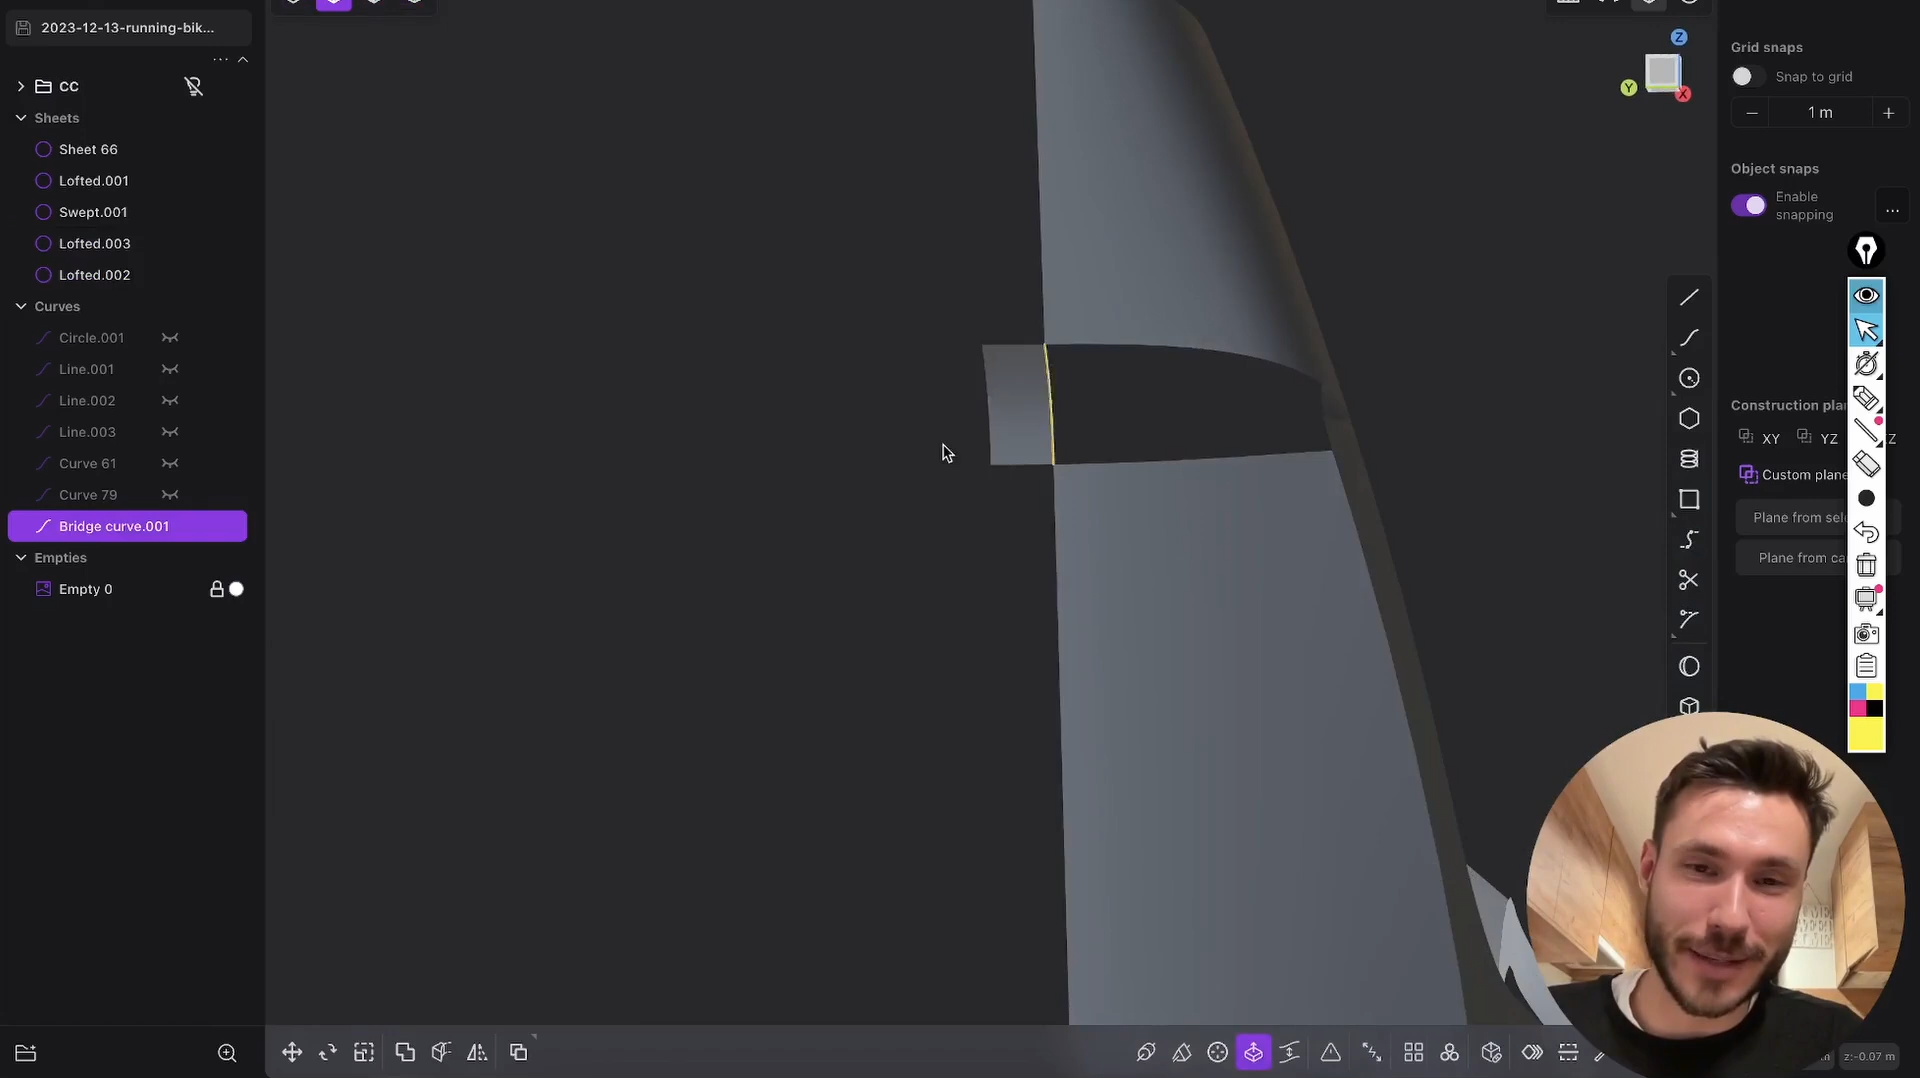 2023-12-13-running-bik...
CC
Sheets
Sheet 66
Lofted.001
Swept.001
Lofted.003
Lofted.002
Curves
Circle.001
Line.001
Line.002
Line.003
Curve 61
Curve 79
Bridge curve.001
Empties
Empty 0
Z
Y
X
Grid snaps
Snap to grid
1 m
Object snaps
Enable
snapping
Construction plan
XY
YZ
Z
Custom plane
Plane from sele
Plane from ca
m
z:-0.07 m